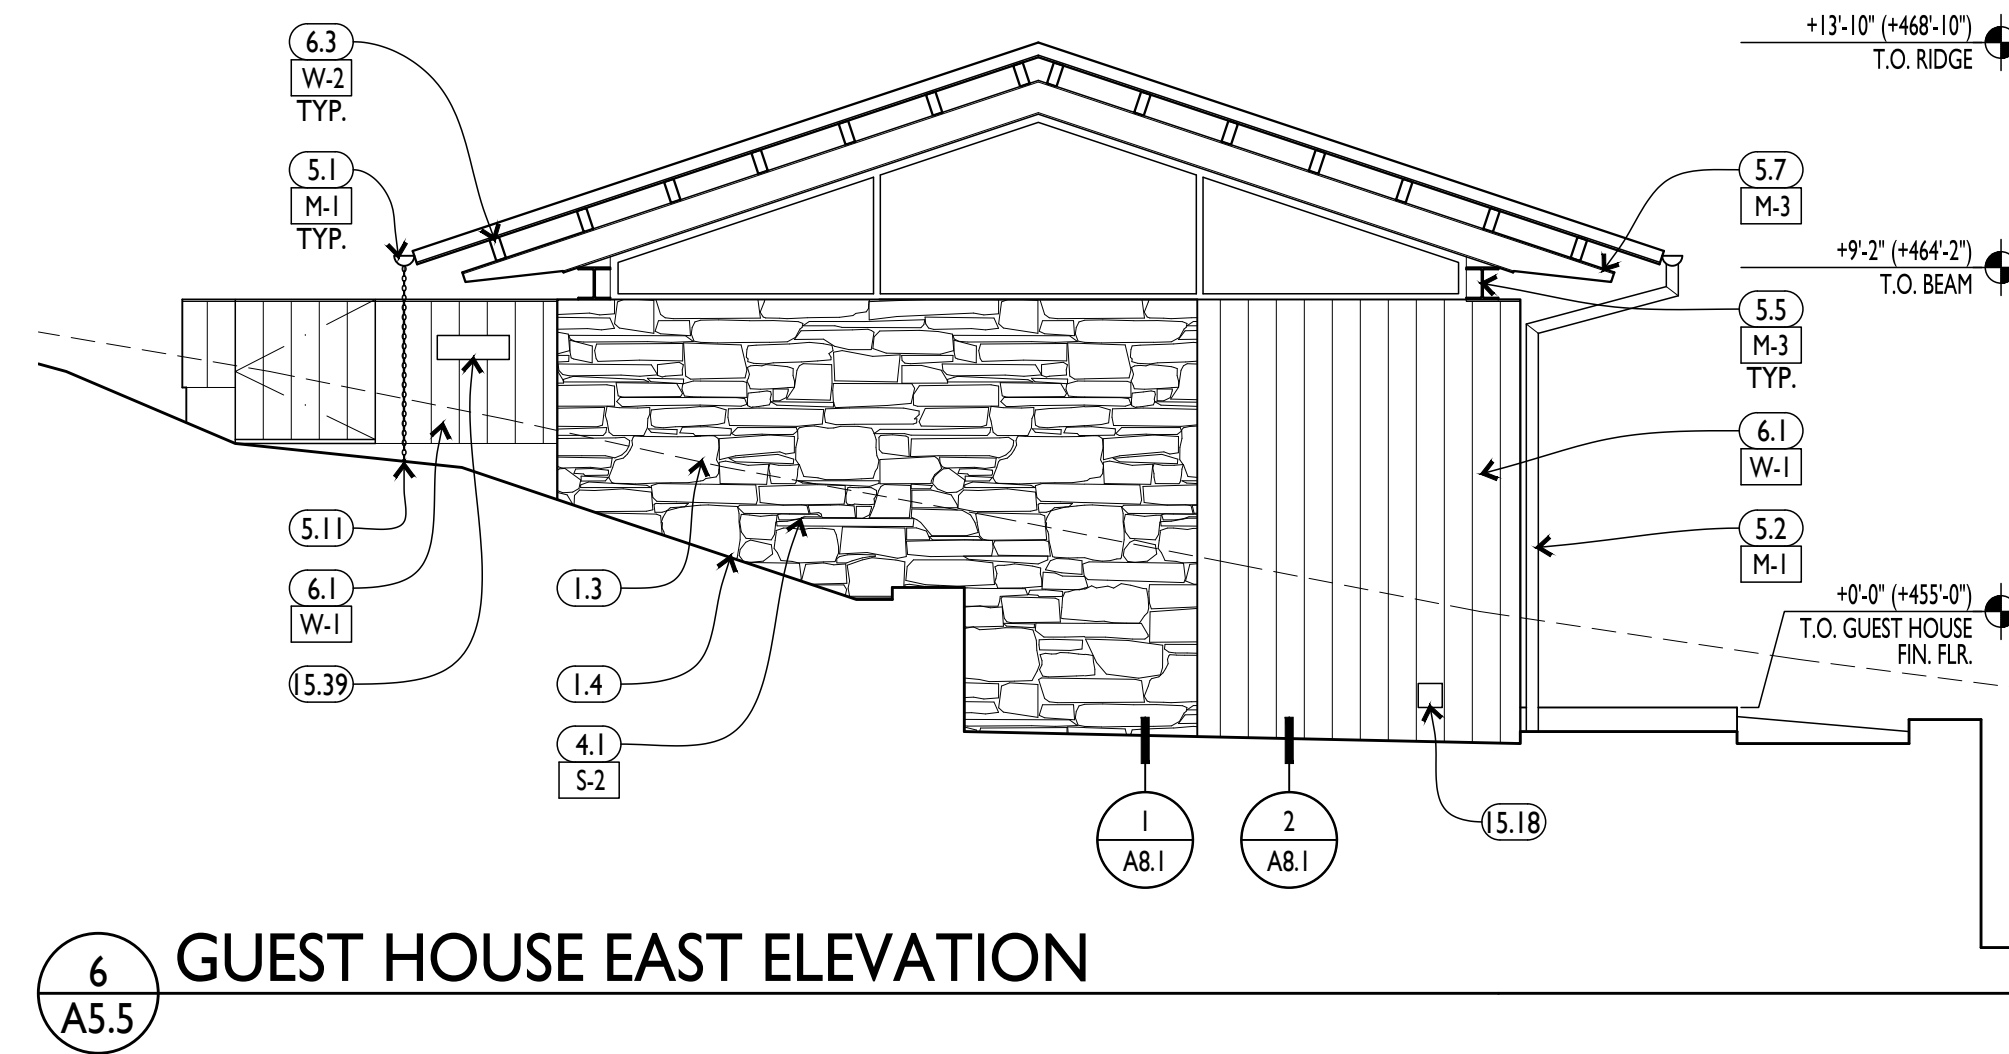 6.3
W-2
TYP.
5.1
M-1
TYP.
5.11
6.1
W-1
15.39
1.3
1.4
4.1
S-2
1
A8.1
2
A8.1
15.18
+13'-10" (+468'-10")
T.O. RIDGE
5.7
M-3
+9'-2" (+464'-2")
T.O. BEAM
5.5
M-3
TYP.
6.1
W-1
5.2
M-1
+0'-0" (+455'-0")
T.O. GUEST HOUSE
FIN. FLR.
6
A5.5
GUEST HOUSE EAST ELEVATION